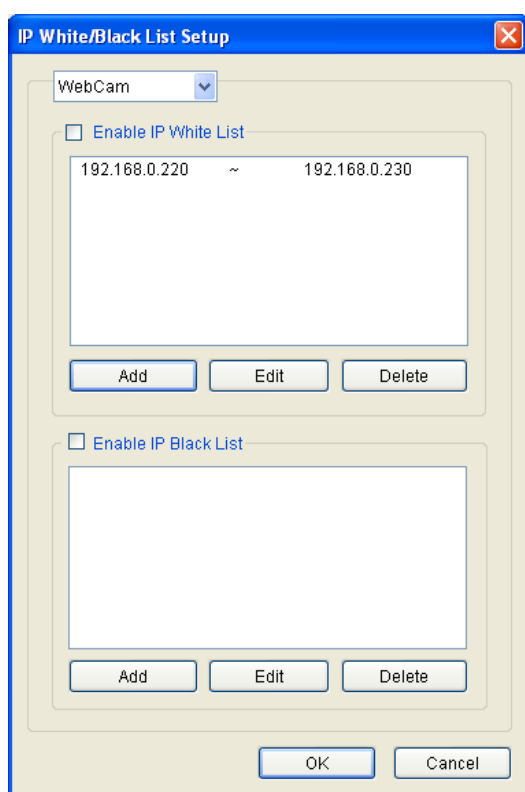 IP White/Black List Setup
WebCam
Enable IP White List
192.168.0.220 ~ 192.168.0.230
Add Edit Delete
Enable IP Black List
Add Edit Delete
OK Cancel